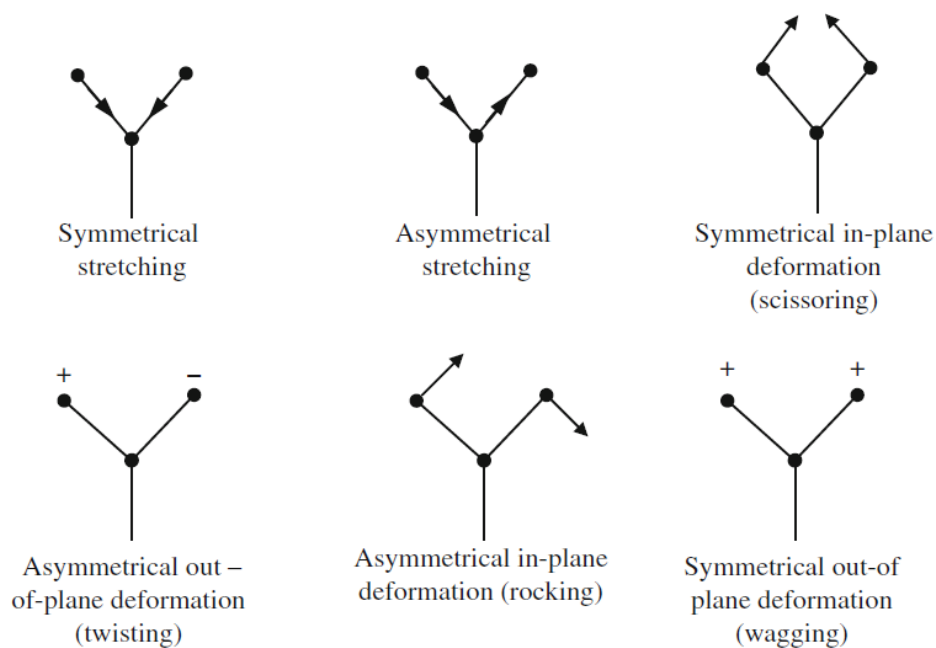 Symmetrical
stretching
Asymmetrical
stretching
Symmetrical in-plane
deformation
(scissoring)
+
–
+
+
Asymmetrical out –
of-plane deformation
(twisting)
Asymmetrical in-plane
deformation (rocking)
Symmetrical out-of
plane deformation
(wagging)